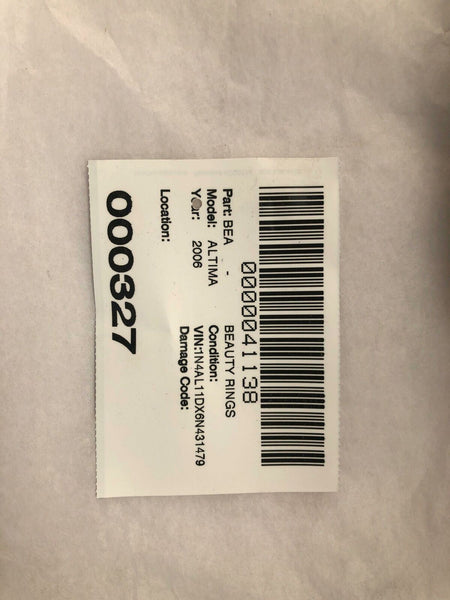 0000041138
Part: BEA - BEAUTY RINGS
Model: ALTIMA Condition:
Year: 2006 VIN:1N4AL11DX6N431479
Damage Code:
Location:
000327